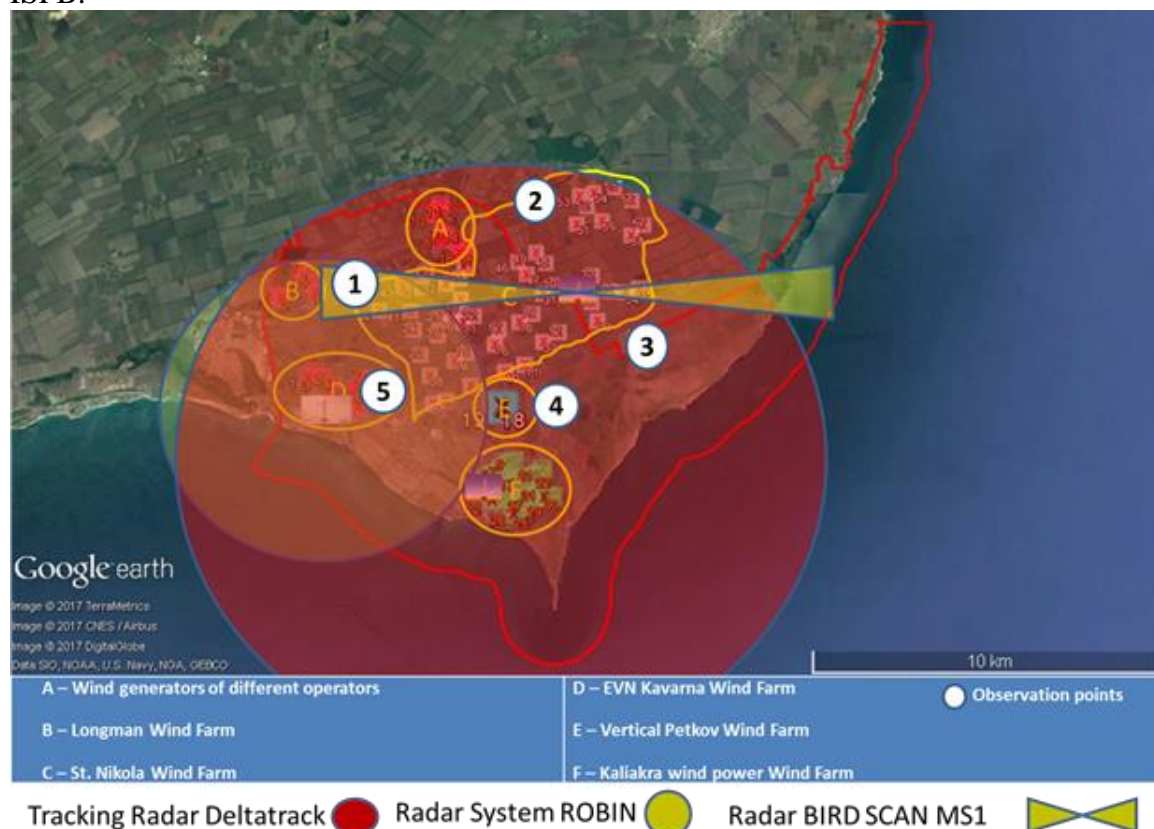 2
A
1
B
C
3
5
D
E
4
19 18
F
Google earth
Image © 2017 TerraMetrics
Image © 2017 CNES / Airbus
Image © 2017 DigitalGlobe
Data SIO, NOAA, U.S. Navy, NGA, GEBCO
10 km
A – Wind generators of different operators
B – Longman Wind Farm
C – St. Nikola Wind Farm
D – EVN Kavarna Wind Farm
E – Vertical Petkov Wind Farm
F – Kaliakra wind power Wind Farm
Observation points
Tracking Radar Deltatrack
Radar System ROBIN
Radar BIRD SCAN MS1